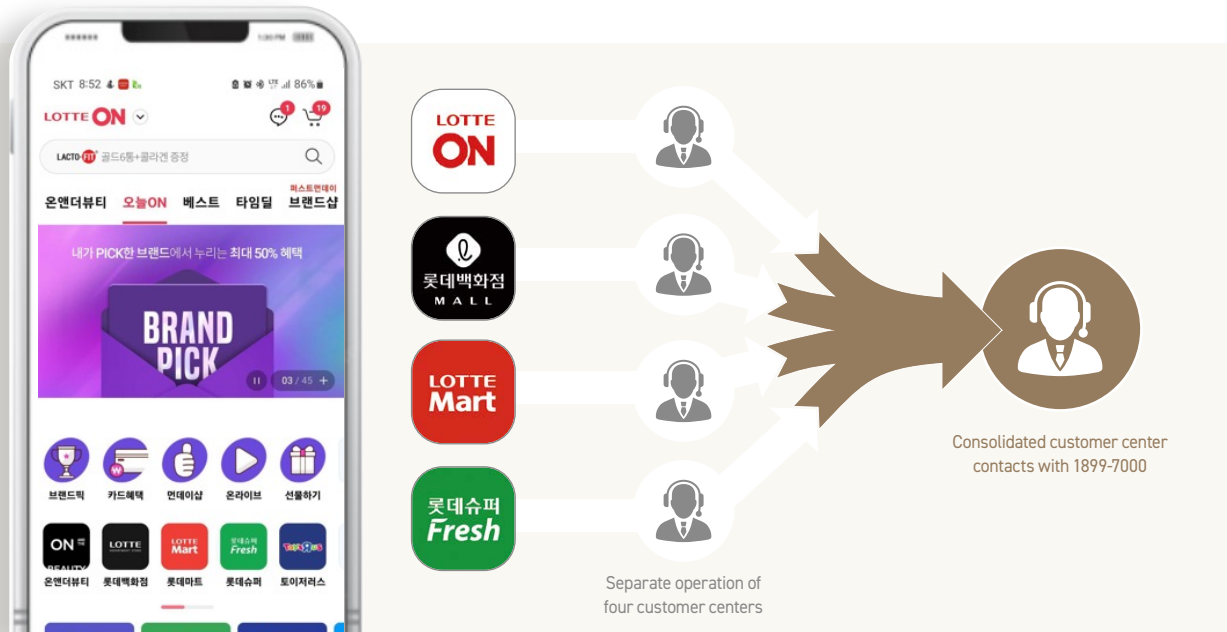 1:30 PM
SKT 8:52
86%
LOTTE ON
1
19
LACTO-FIT 골드6통+콜라겐 증정
퍼스트먼데이
온앤더뷰티 오늘ON 베스트 타임딜 브랜드샵
내가 PICK한 브랜드에서 누리는 최대 50% 혜택
BRAND
PICK
03 / 45 +
브랜드픽 카드혜택 먼데이샵 온라이브 선물하기
ON
BEAUTY
LOTTE
LOTTE
Mart
롯데슈퍼
Fresh
Toys R Us
온앤더뷰티 롯데백화점 롯데마트 롯데슈퍼 토이저러스
LOTTE
ON
롯데백화점
MALL
LOTTE
Mart
롯데슈퍼
Fresh
Separate operation of
four customer centers
Consolidated customer center
contacts with 1899-7000